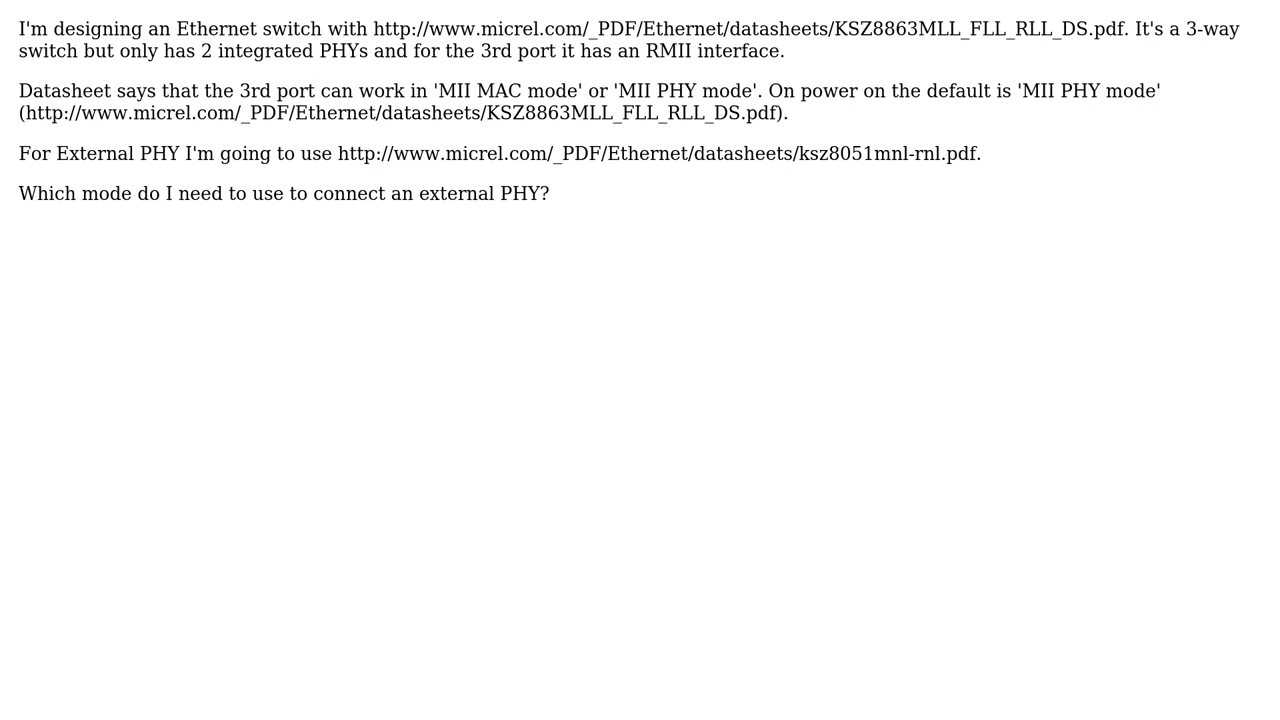 I'm designing an Ethernet switch with http://www.micrel.com/_PDF/Ethernet/datasheets/KSZ8863MLL_FLL_RLL_DS.pdf. It's a 3-way
switch but only has 2 integrated PHYs and for the 3rd port it has an RMII interface.
Datasheet says that the 3rd port can work in 'MII MAC mode' or 'MII PHY mode'. On power on the default is 'MII PHY mode'
(http://www.micrel.com/_PDF/Ethernet/datasheets/KSZ8863MLL_FLL_RLL_DS.pdf).
For External PHY I'm going to use http://www.micrel.com/_PDF/Ethernet/datasheets/ksz8051mnl-rnl.pdf.
Which mode do I need to use to connect an external PHY?